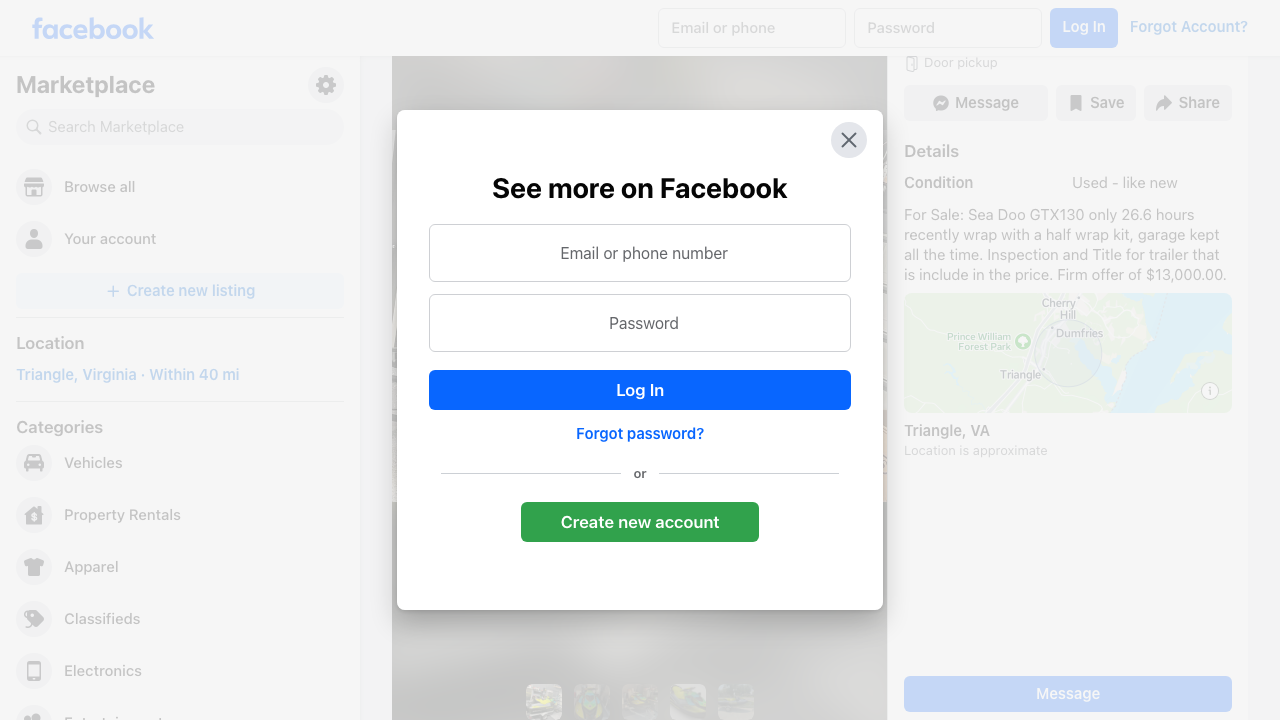 facebook
Email or phone
Password
Log In
Forgot Account?
Marketplace
Search Marketplace
Browse all
Your account
+ Create new listing
Location
Triangle, Virginia · Within 40 mi
Categories
Vehicles
Property Rentals
Apparel
Classifieds
Electronics
Entertainment
See more on Facebook
Email or phone number
Password
Log In
Forgot password?
or
Create new account
Door pickup
Message
Save
Share
Details
Condition
Used - like new
For Sale: Sea Doo GTX130 only 26.6 hours
recently wrap with a half wrap kit, garage kept
all the time. Inspection and Title for trailer that
is include in the price. Firm offer of $13,000.00.
Cherry
Hill
Dumfries
Prince William
Forest Park
Triangle
Triangle, VA
Location is approximate
Message